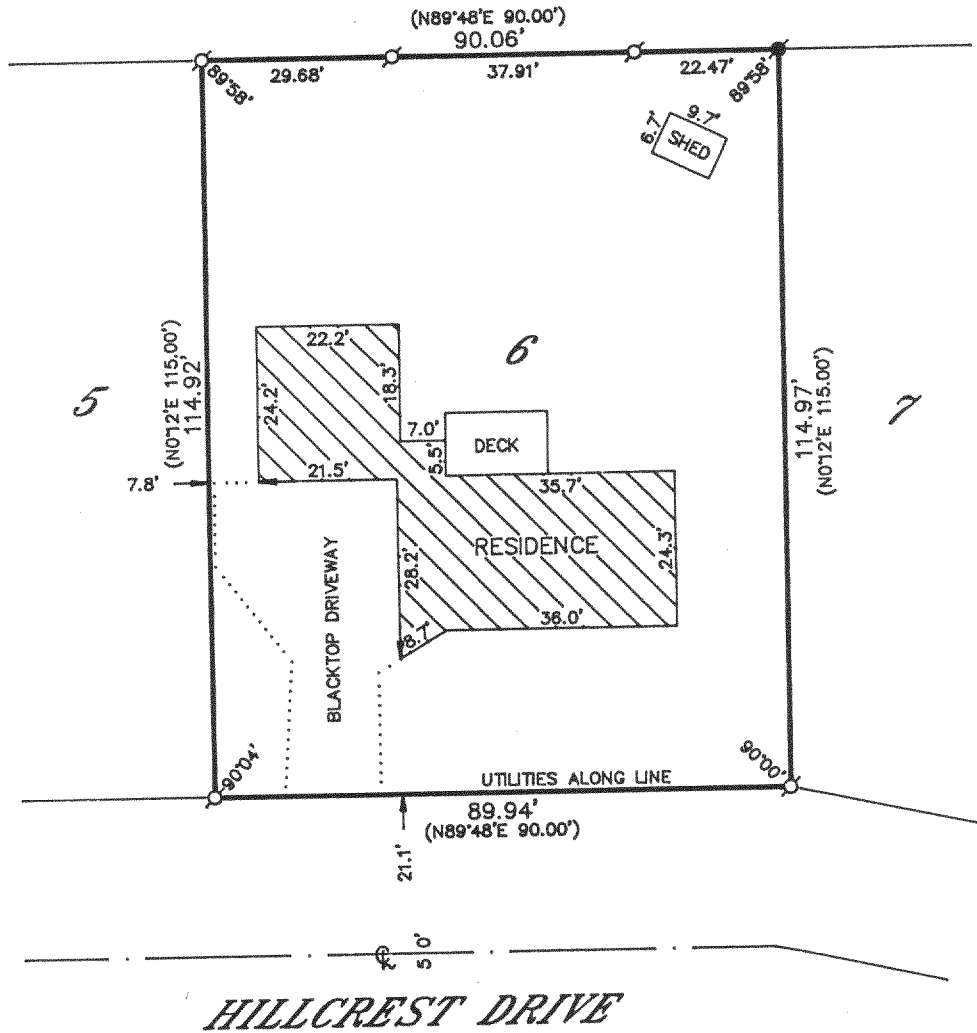 (N89°48'E 90.00')
90.06'
29.68' 37.91' 22.47'
89°58' 89°58'
9.7'
6.7'
SHED
5
(N0°12'E 115.00')
114.92'
6
7
114.97'
(N0°12'E 115.00')
22.2'
24.2'
18.3'
7.0'
5.5'
DECK
21.5'
35.7'
7.8'
RESIDENCE
24.3'
28.2'
36.0'
8.7'
BLACKTOP DRIVEWAY
90°04'
90°00'
UTILITIES ALONG LINE
89.94'
(N89°48'E 90.00')
21.1'
HILLCREST DRIVE